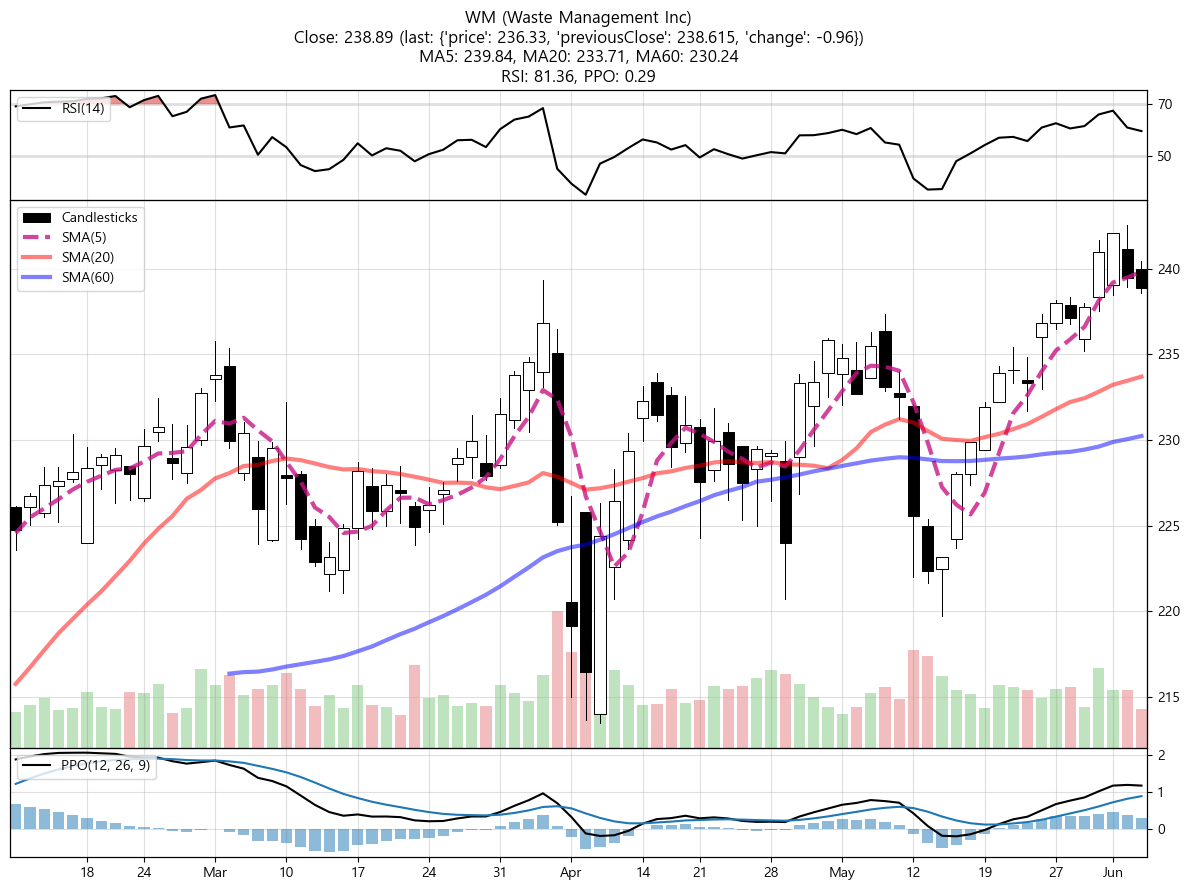 WM (Waste Management Inc)
Close: 238.89 (last: {'price': 236.33, 'previousClose': 238.615, 'change': -0.96})
MA5: 239.84, MA20: 233.71, MA60: 230.24
RSI: 81.36, PPO: 0.29
RSI(14)
70
50
Candlesticks
SMA(5)
SMA(20)
SMA(60)
240
235
230
225
220
215
PPO(12, 26, 9)
2
1
0
18 24 Mar 10 17 24 31 Apr 14 21 28 May 12 19 27 Jun